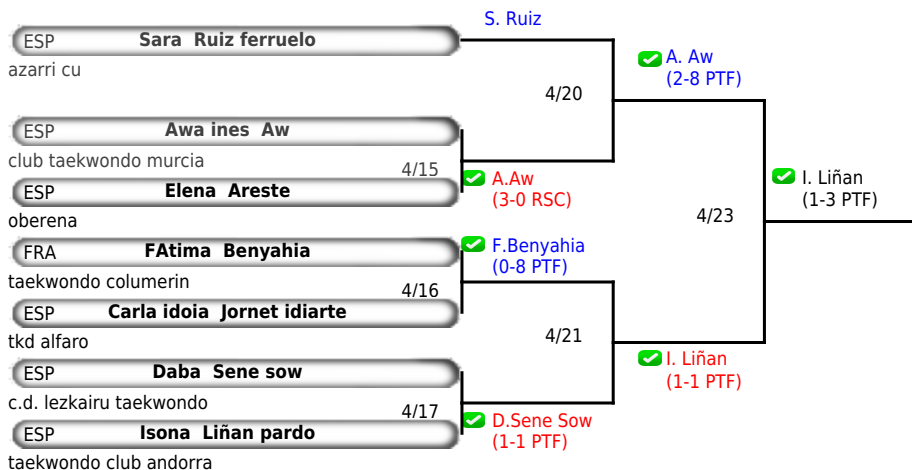 S. Ruiz
ESP Sara Ruiz ferruelo
azarri cu
A. Aw
(2-8 PTF)
4/20
ESP Awa ines Aw
club taekwondo murcia
4/15
A.Aw
(3-0 RSC)
ESP Elena Areste
oberena
I. Liñan
(1-3 PTF)
4/23
FRA FAtima Benyahia
taekwondo columerin
F.Benyahia
(0-8 PTF)
4/16
ESP Carla idoia Jornet idiarte
tkd alfaro
4/21
I. Liñan
(1-1 PTF)
ESP Daba Sene sow
c.d. lezkairu taekwondo
4/17
D.Sene Sow
(1-1 PTF)
ESP Isona Liñan pardo
taekwondo club andorra